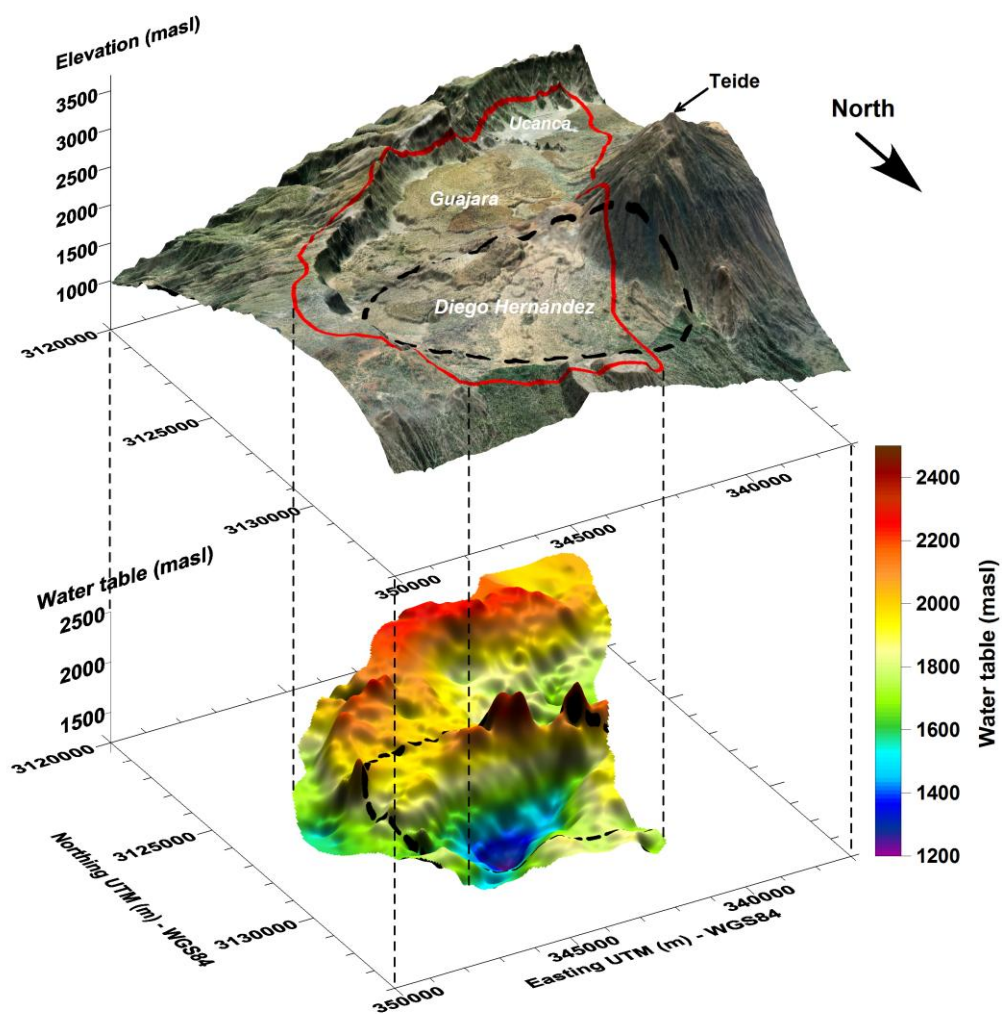 Elevation (masl)
3500
3000
2500
2000
1500
1000
Teide
North
Ucanca
Guajara
Diego Hernández
3120000
3125000
3130000
350000
345000
340000
Water table (masl)
2500
2000
1500
3120000
3125000
3130000
Northing UTM (m) - WGS84
350000
345000
340000
Easting UTM (m) - WGS84
2400
2200
2000
1800
1600
1400
1200
Water table (masl)